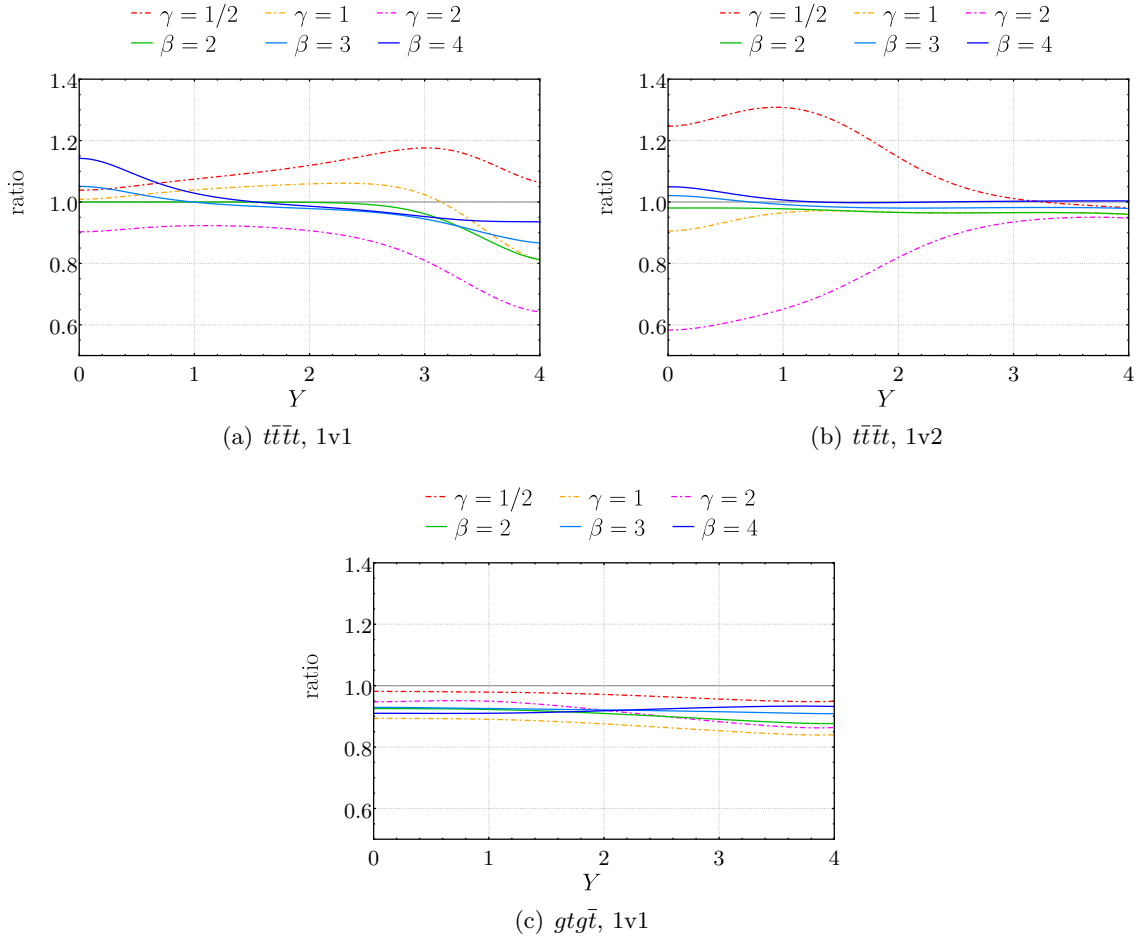 γ = 1/2 γ = 1 γ = 2
β = 2 β = 3 β = 4
1.4
1.2
1.0
0.8
0.6
ratio
0 1 2 3 4
Y
(a) tt̄t̄t, 1v1
γ = 1/2 γ = 1 γ = 2
β = 2 β = 3 β = 4
1.4
1.2
1.0
0.8
0.6
ratio
0 1 2 3 4
Y
(b) tt̄t̄t, 1v2
γ = 1/2 γ = 1 γ = 2
β = 2 β = 3 β = 4
1.4
1.2
1.0
0.8
0.6
ratio
0 1 2 3 4
Y
(c) gtgt̄, 1v1